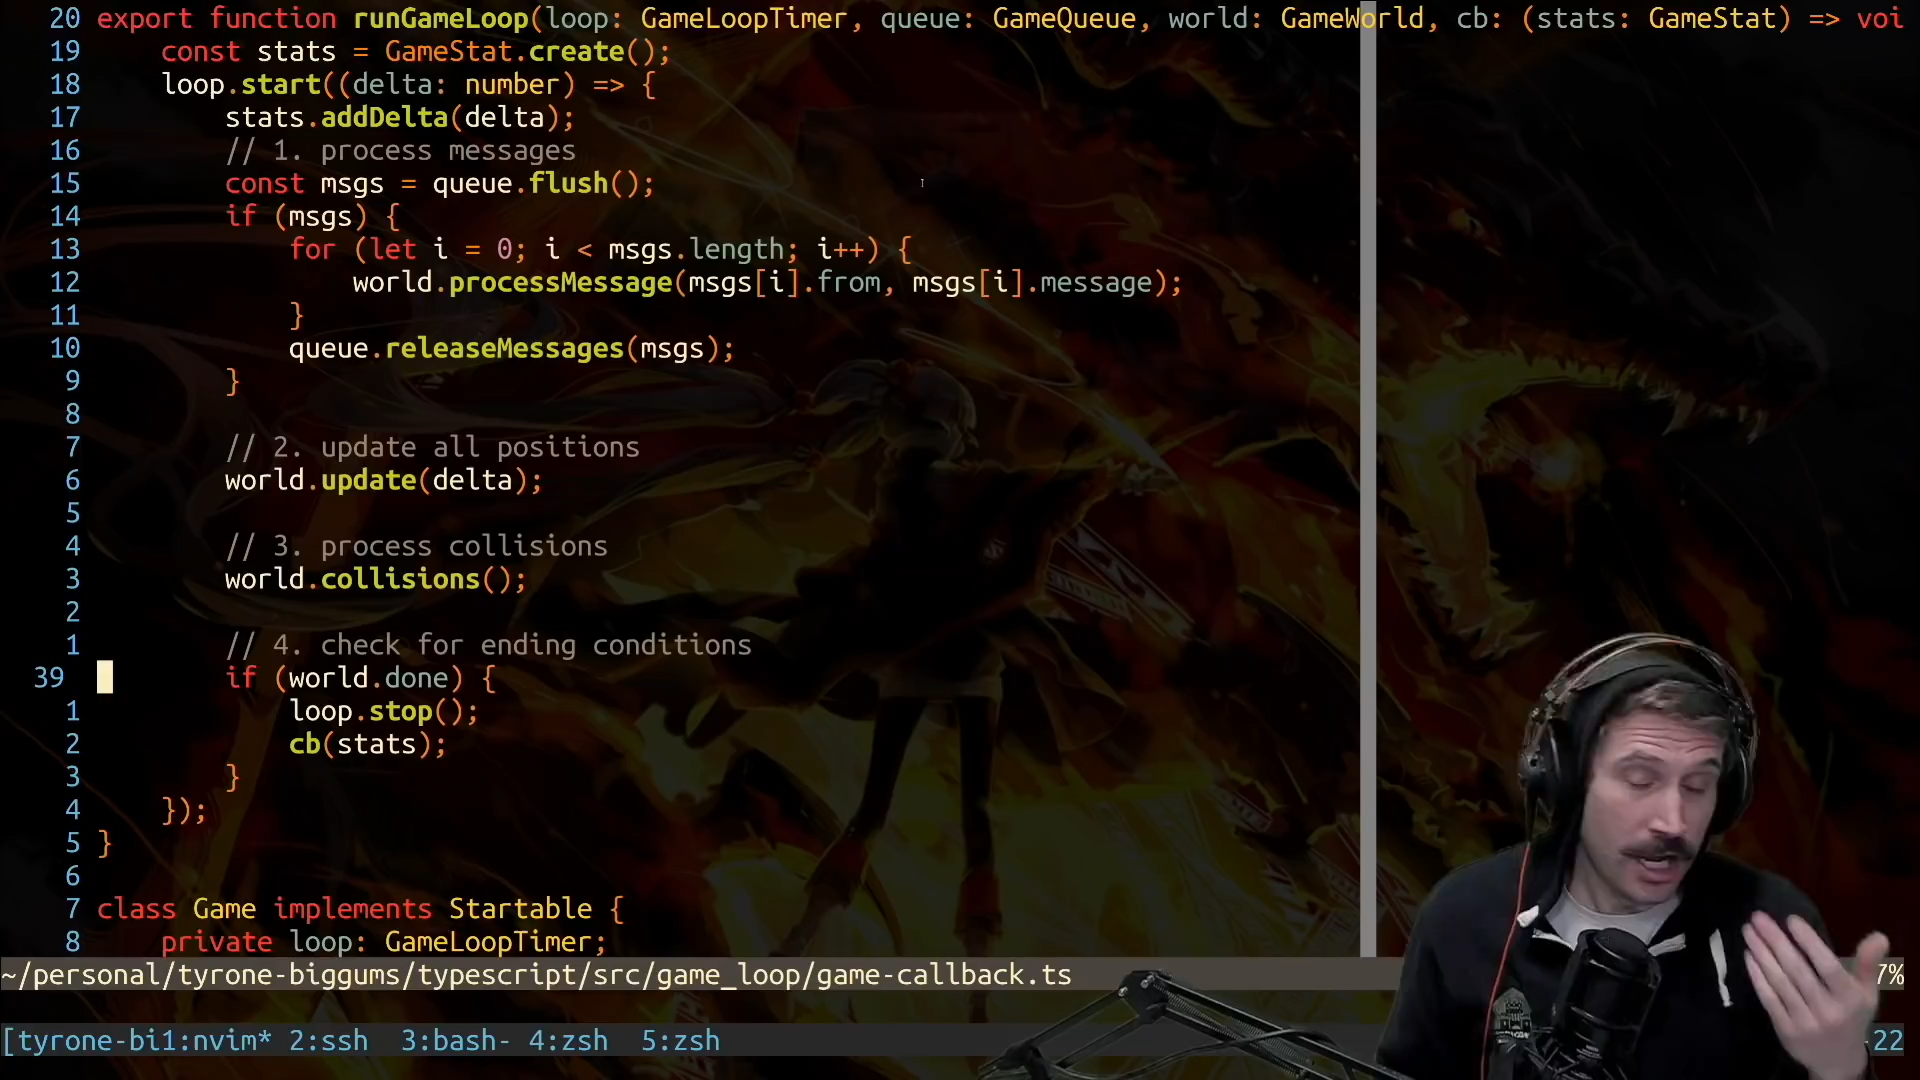 20 export function runGameLoop(loop: GameLoopTimer, queue: GameQueue, world: GameWorld, cb: (stats: GameStat) => voi
19     const stats = GameStat.create();
18     loop.start((delta: number) => {
17         stats.addDelta(delta);
16         // 1. process messages
15         const msgs = queue.flush();
14         if (msgs) {
13             for (let i = 0; i < msgs.length; i++) {
12                 world.processMessage(msgs[i].from, msgs[i].message);
11             }
10             queue.releaseMessages(msgs);
9         }
8
7         // 2. update all positions
6         world.update(delta);
5
4         // 3. process collisions
3         world.collisions();
2
1         // 4. check for ending conditions
39         if (world.done) {
1             loop.stop();
2             cb(stats);
3         }
4     });
5 }
6
7 class Game implements Startable {
8     private loop: GameLoopTimer;
~/personal/tyrone-biggums/typescript/src/game_loop/game-callback.ts 7%
[tyrone-bi1:nvim* 2:ssh  3:bash- 4:zsh  5:zsh -22